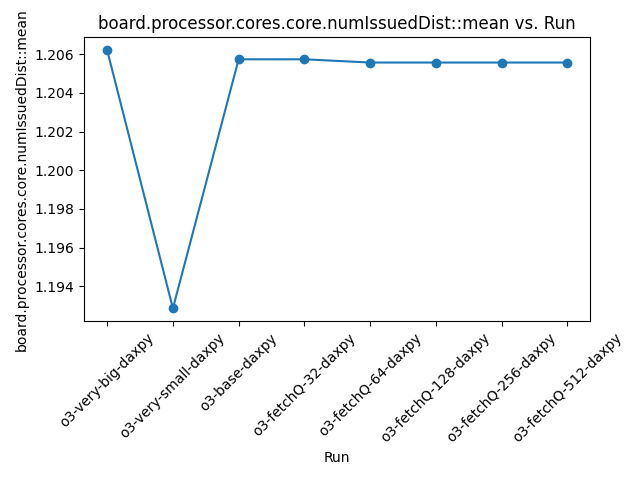 board.processor.cores.core.numIssuedDist::mean vs. Run
board.processor.cores.core.numIssuedDist::mean
1.206
1.204
1.202
1.200
1.198
1.196
1.194
o3-very-big-daxpy
o3-very-small-daxpy
o3-base-daxpy
o3-fetchQ-32-daxpy
o3-fetchQ-64-daxpy
o3-fetchQ-128-daxpy
o3-fetchQ-256-daxpy
o3-fetchQ-512-daxpy
Run